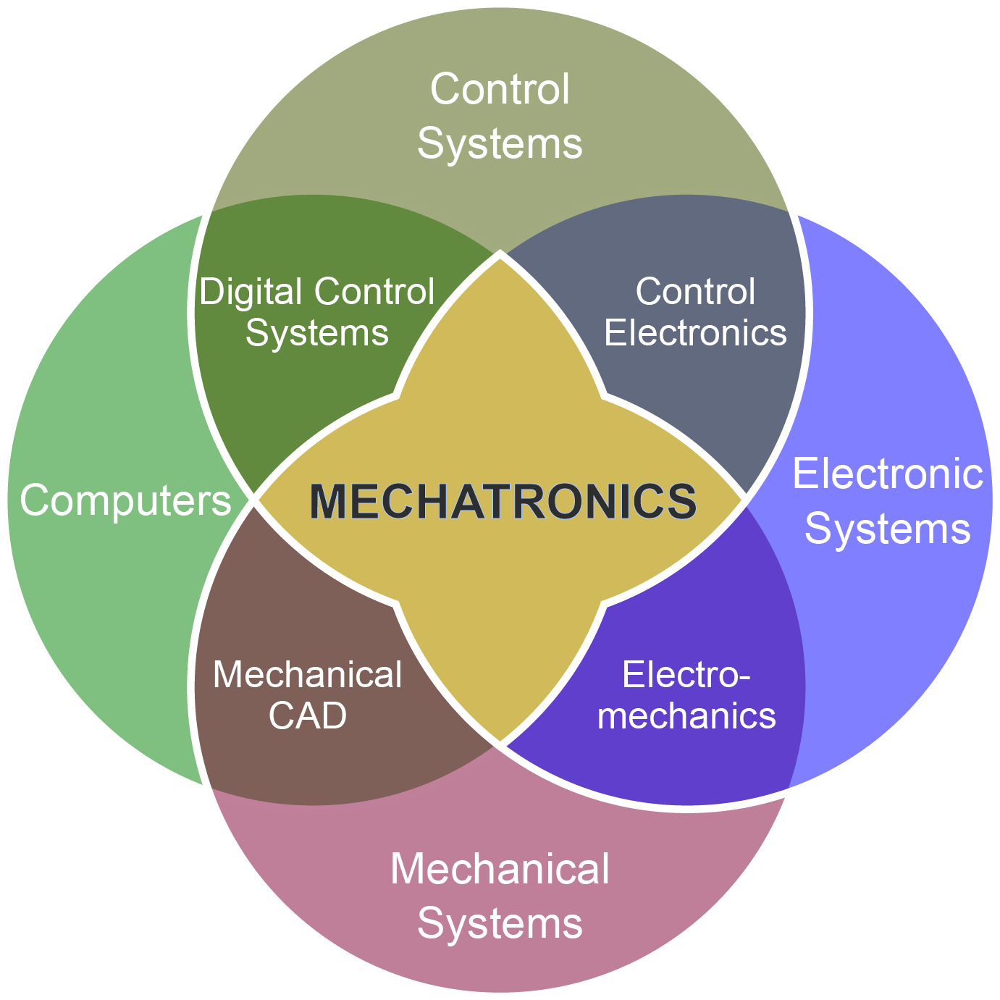 Control
Systems
Digital Control
Systems
Control
Electronics
Computers
MECHATRONICS
Electronic
Systems
Mechanical
CAD
Electro-
mechanics
Mechanical
Systems